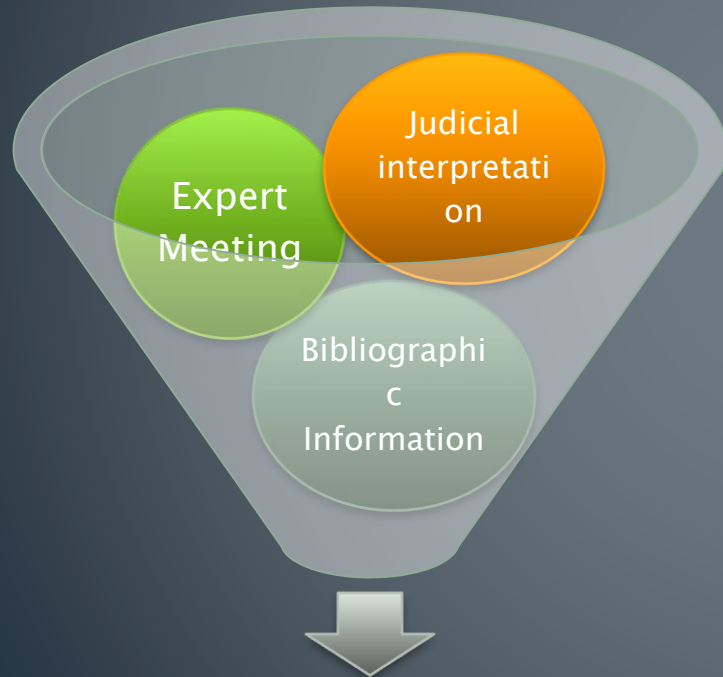 Expert
Meeting
Judicial
interpretati
on
Bibliographi
c
Information